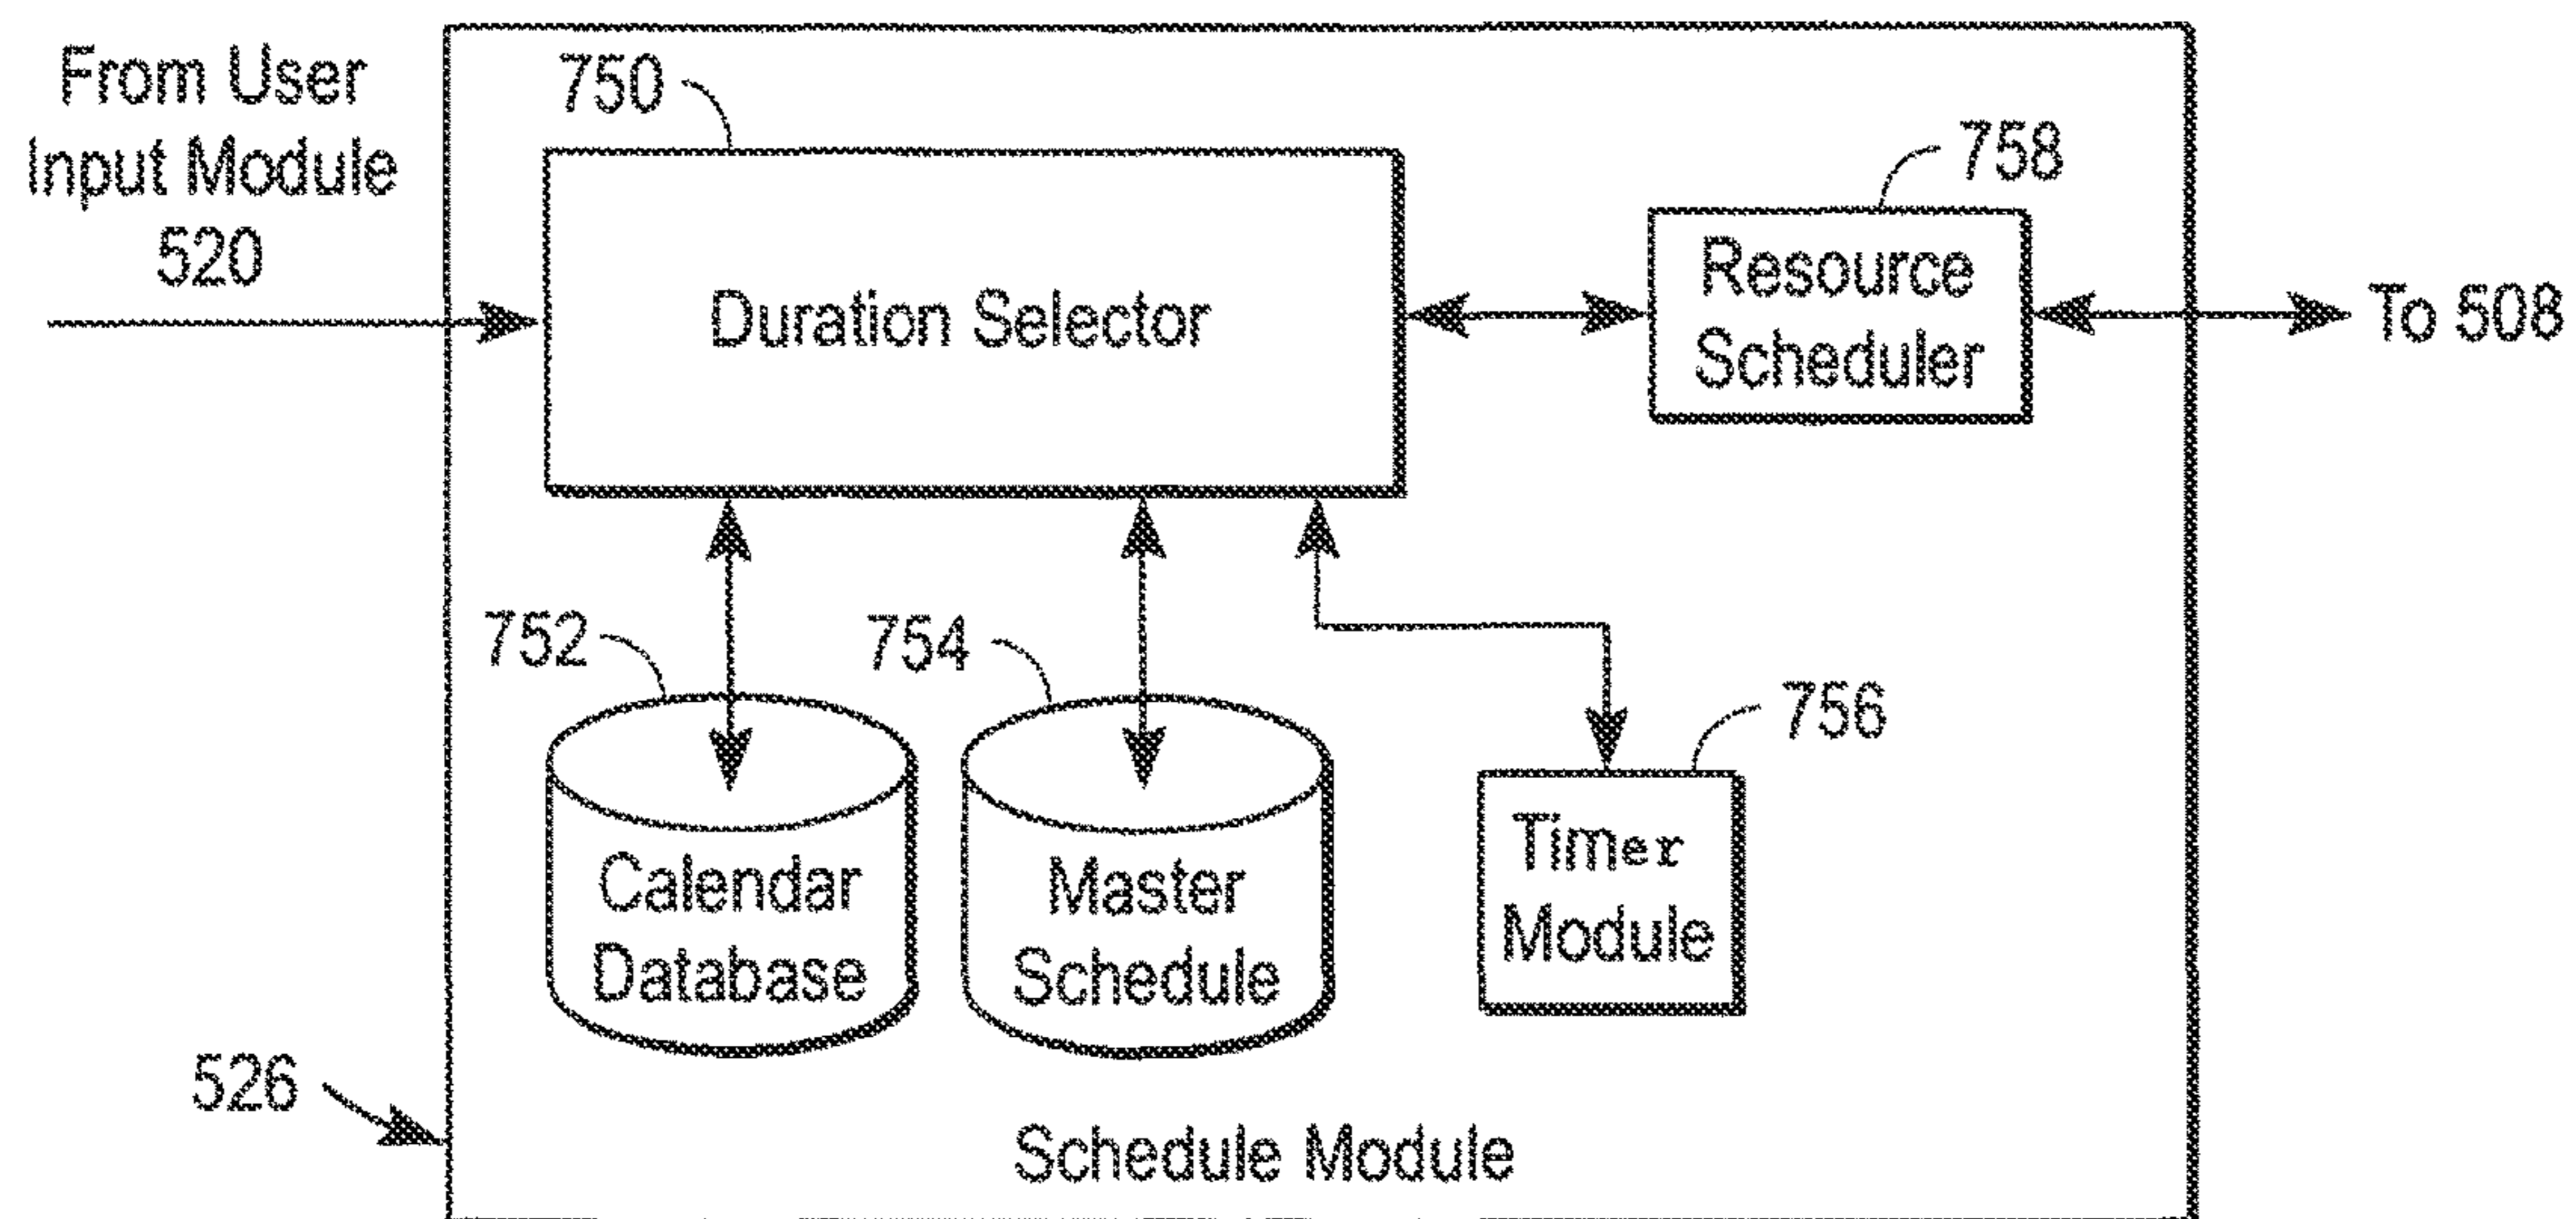 From User
Input Module
520
750
Duration Selector
758
Resource
Scheduler
To 508
752
754
756
Calendar
Database
Master
Schedule
Timer
Module
526
Schedule Module